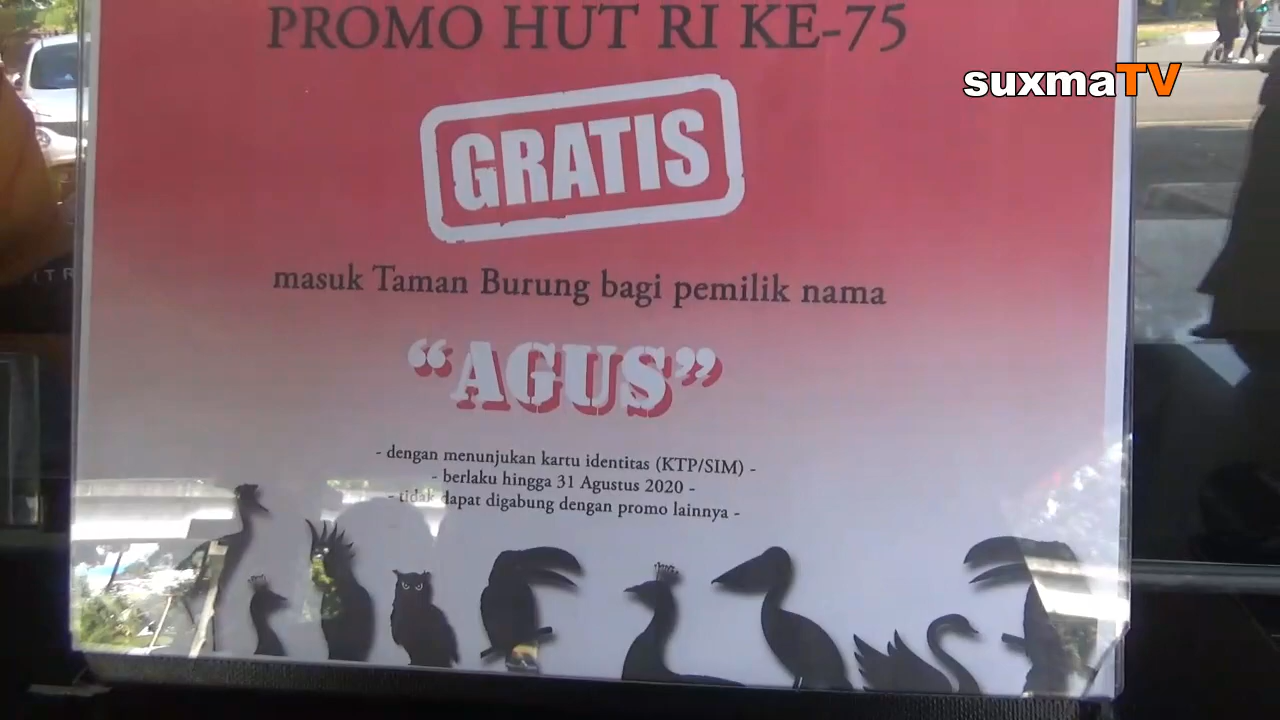 PROMO HUT RI KE-75
suxmaTV
GRATIS
masuk Taman Burung bagi pemilik nama
"AGUS"
- dengan menunjukan kartu identitas (KTP/SIM) -
- berlaku hingga 31 Agustus 2020 -
- tidak dapat digabung dengan promo lainnya -